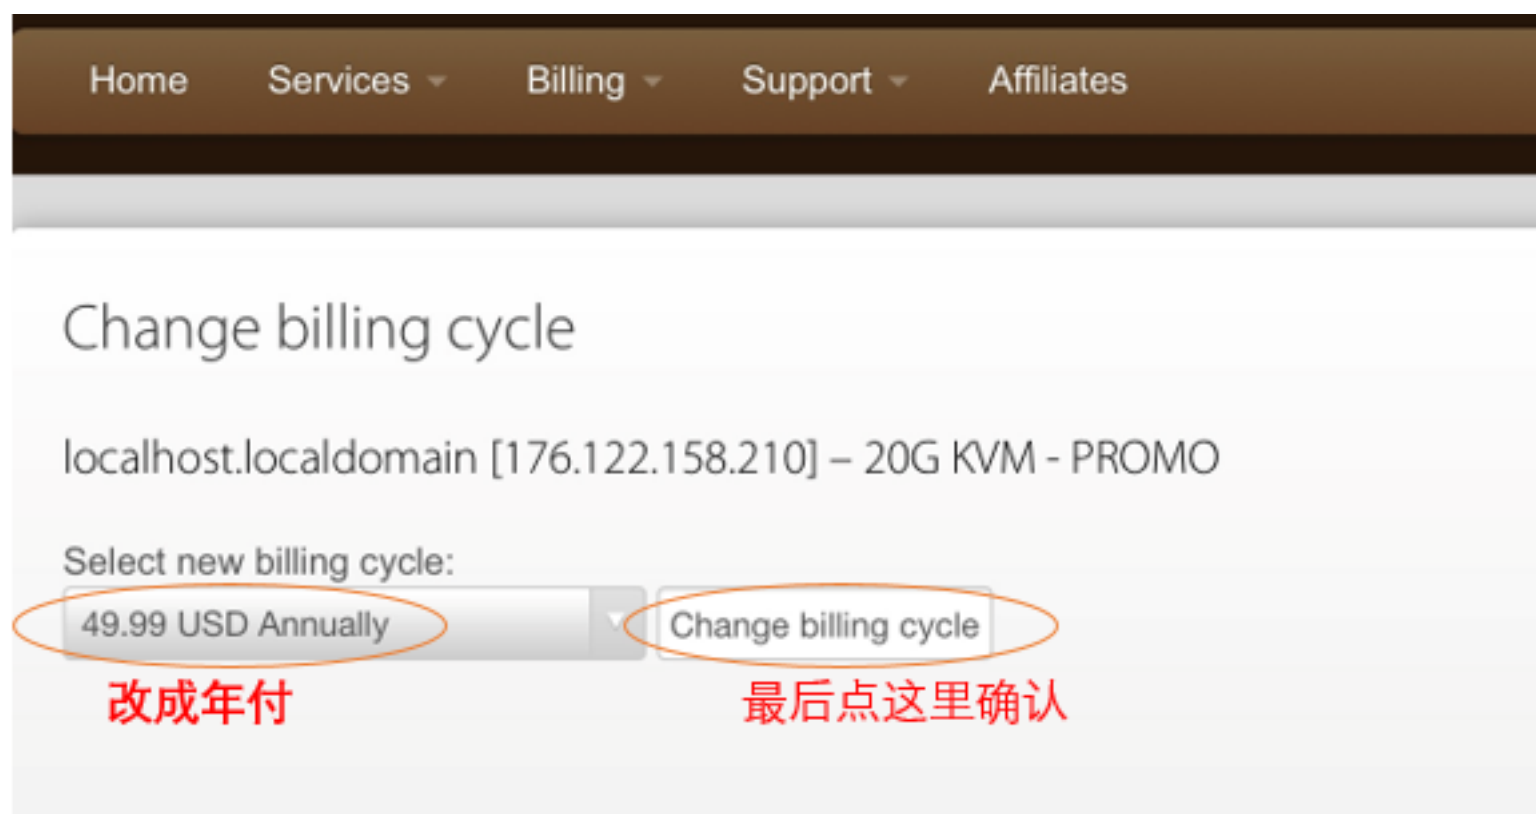 Home Services Billing Support Affiliates
Change billing cycle
localhost.localdomain [176.122.158.210] – 20G KVM - PROMO
Select new billing cycle:
49.99 USD Annually Change billing cycle
改成年付 最后点这里确认